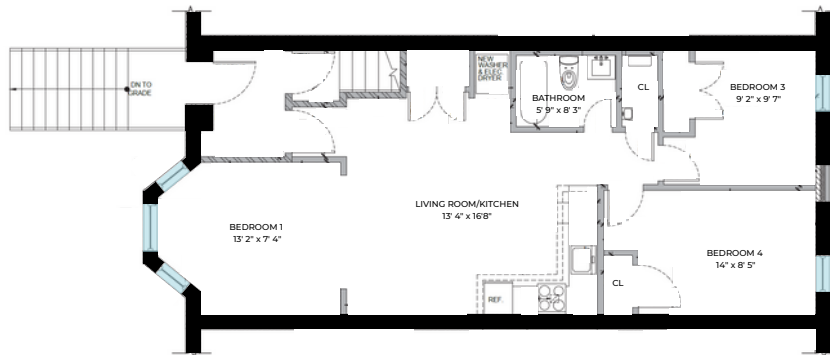 DN TO
GRADE
NEW
WASHER
& ELEC
DRYER
BATHROOM
5' 9" x 8' 3"
CL
BEDROOM 3
9' 2" x 9' 7"
BEDROOM 1
13' 2" x 7' 4"
LIVING ROOM/KITCHEN
13' 4" x 16'8"
BEDROOM 4
14" x 8' 5"
CL
REF.